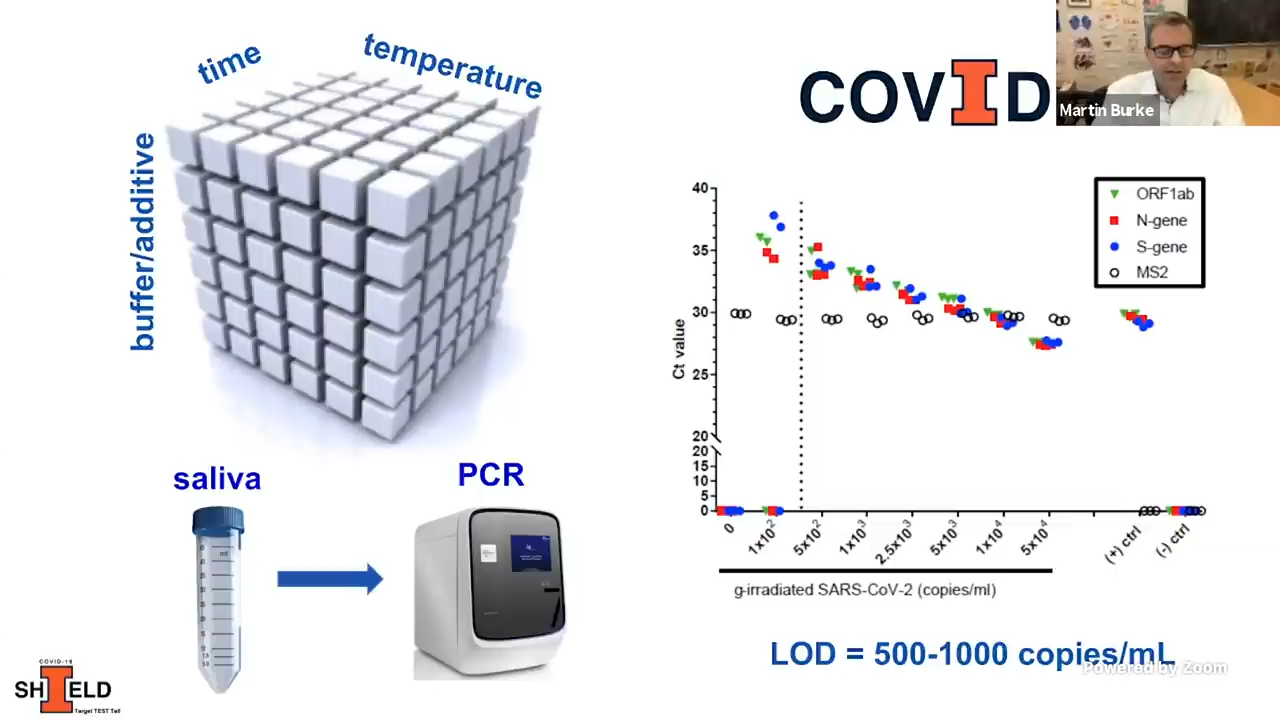 time
temperature
buffer/additive
saliva
PCR
COVID-19
SHIELD
Target TEST Tell
COVID
Martin Burke
ORF1ab
N-gene
S-gene
MS2
Ct value
40
35
30
25
20
20
15
10
5
0
0
1x10²
5x10²
1x10³
2.5x10³
5x10³
1x10⁴
5x10⁴
(+) ctrl
(-) ctrl
g-irradiated SARS-CoV-2 (copies/ml)
LOD = 500-1000 copies/mL
Powered by Zoom